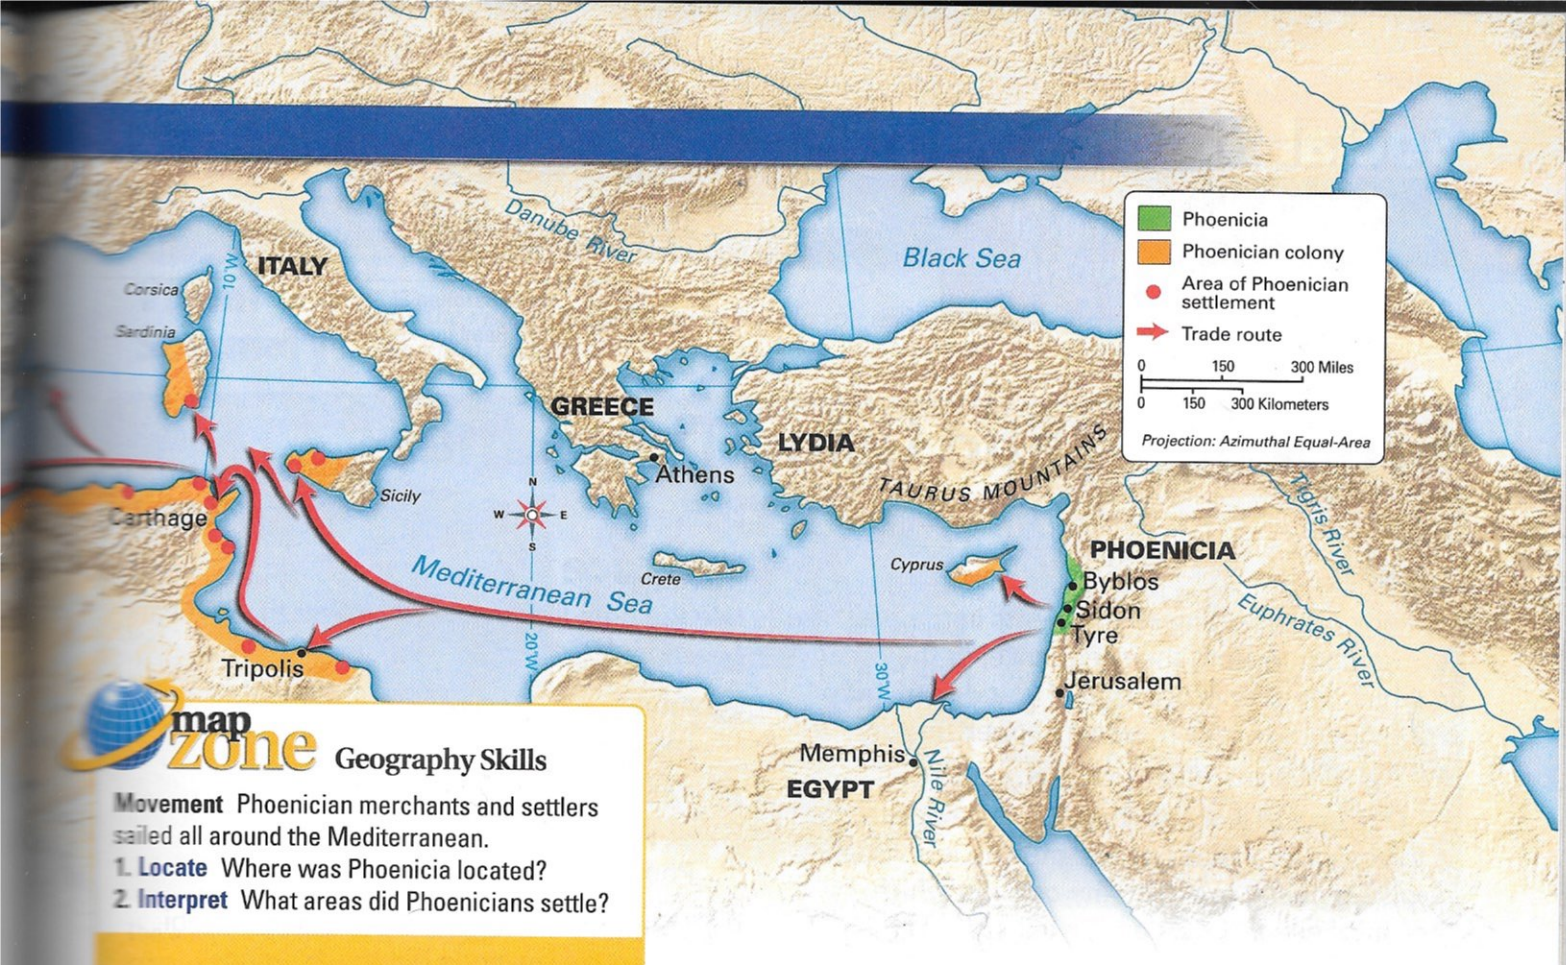 Danube River
Black Sea
ITALY
10°W
Corsica
Sardinia
Phoenicia
Phoenician colony
Area of Phoenician
settlement
Trade route
0 150 300 Miles
0 150 300 Kilometers
Projection: Azimuthal Equal-Area
GREECE
LYDIA
Athens
TAURUS MOUNTAINS
Tigris River
Sicily
N
W E
S
Carthage
PHOENICIA
Cyprus
Byblos
Crete
Mediterranean Sea
Sidon
Euphrates River
Tyre
20°W
30°W
Tripolis
Jerusalem
Memphis
EGYPT
Nile River
map
zone
Geography Skills
Movement Phoenician merchants and settlers
sailed all around the Mediterranean.
1. Locate Where was Phoenicia located?
2. Interpret What areas did Phoenicians settle?